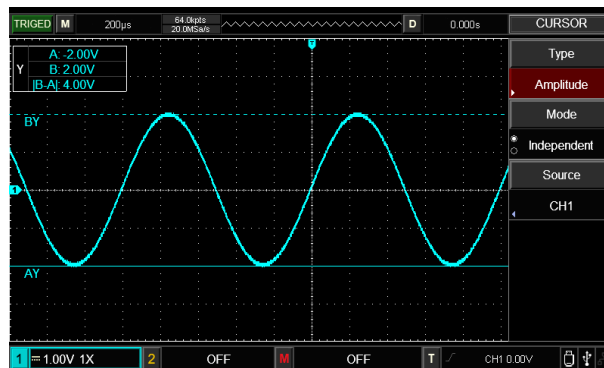 TRIGED M 200μs 64.0kpts D 0.000s CURSOR
20.0MSa/s
Type
A: -2.00V
Y B: 2.00V
|B-A|: 4.00V
Amplitude
Mode
BY
Independent
Source
1
CH1
AY
1 1.00V 1X 2 OFF M OFF T CH1 0.00V